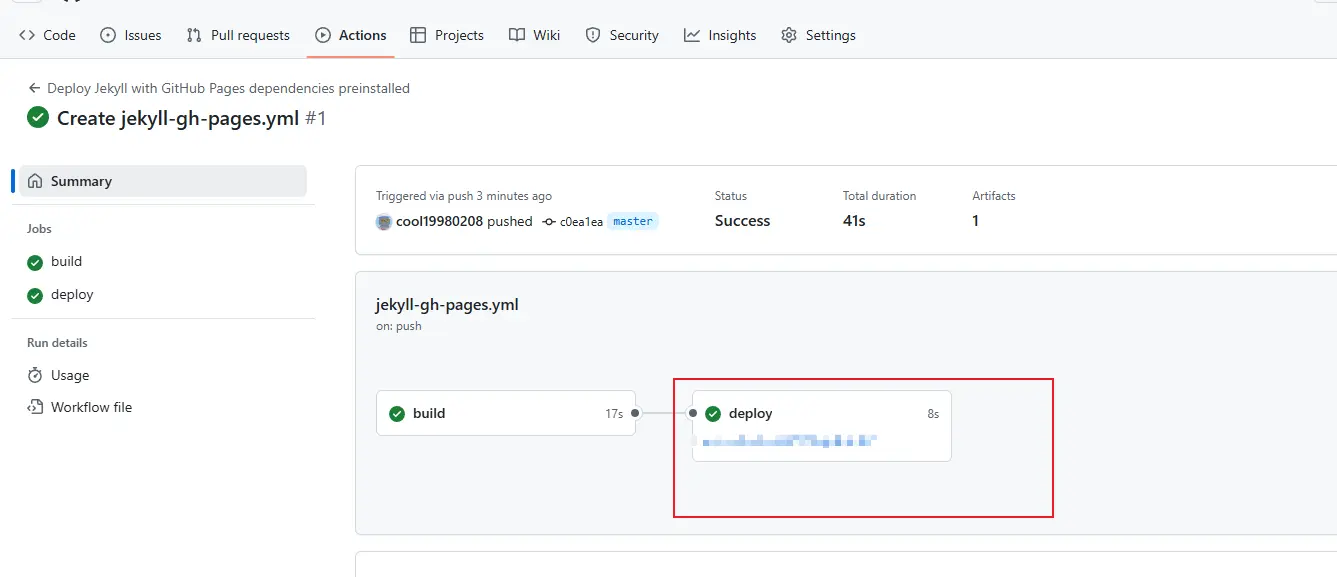 Code Issues Pull requests Actions Projects Wiki Security Insights Settings
Deploy Jekyll with GitHub Pages dependencies preinstalled
Create jekyll-gh-pages.yml #1
Summary
Jobs
build
deploy
Run details
Usage
Workflow file
Triggered via push 3 minutes ago
cool19980208 pushed c0ea1ea master
Status
Success
Total duration
41s
Artifacts
1
jekyll-gh-pages.yml
on: push
build 17s
deploy 8s